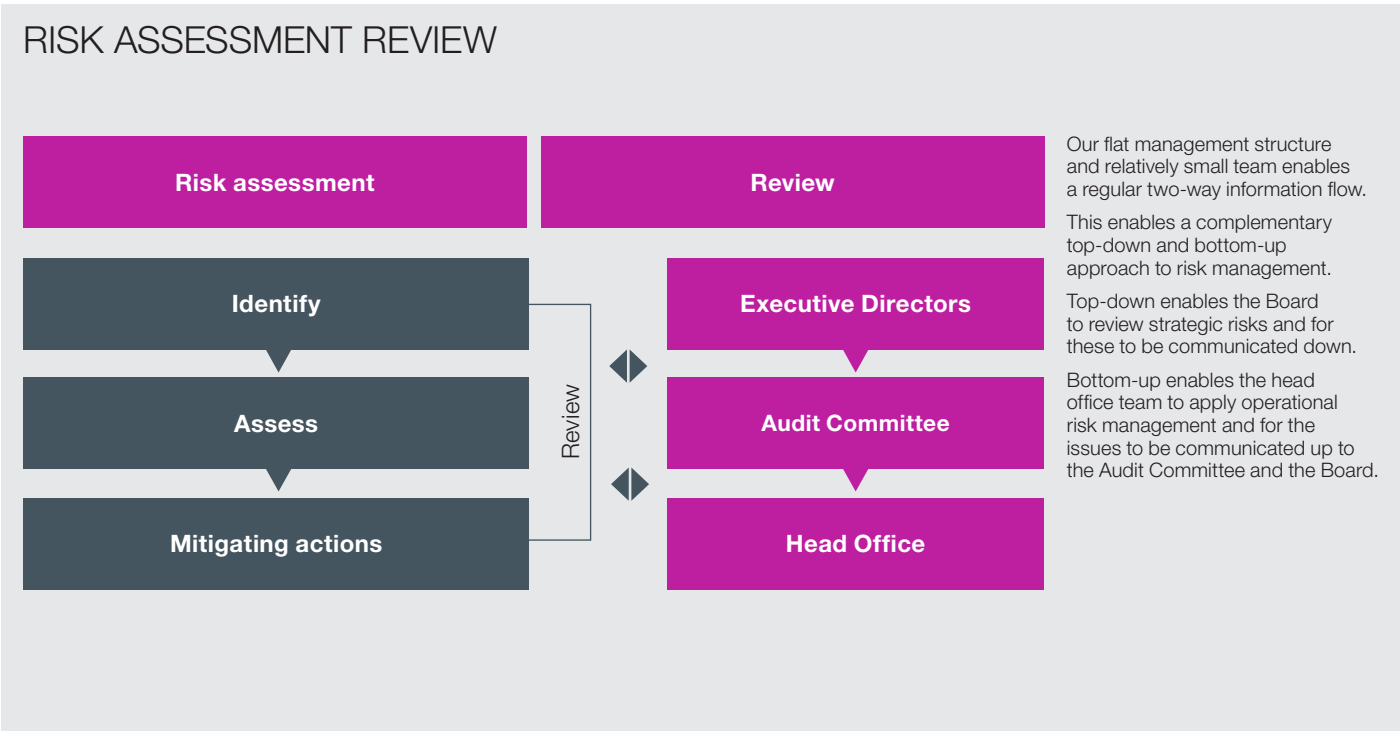 RISK ASSESSMENT REVIEW
Risk assessment
Review
Identify
Assess
Mitigating actions
Review
Executive Directors
Audit Committee
Head Office
Our flat management structure
and relatively small team enables
a regular two-way information flow.
This enables a complementary
top-down and bottom-up
approach to risk management.
Top-down enables the Board
to review strategic risks and for
these to be communicated down.
Bottom-up enables the head
office team to apply operational
risk management and for the
issues to be communicated up to
the Audit Committee and the Board.